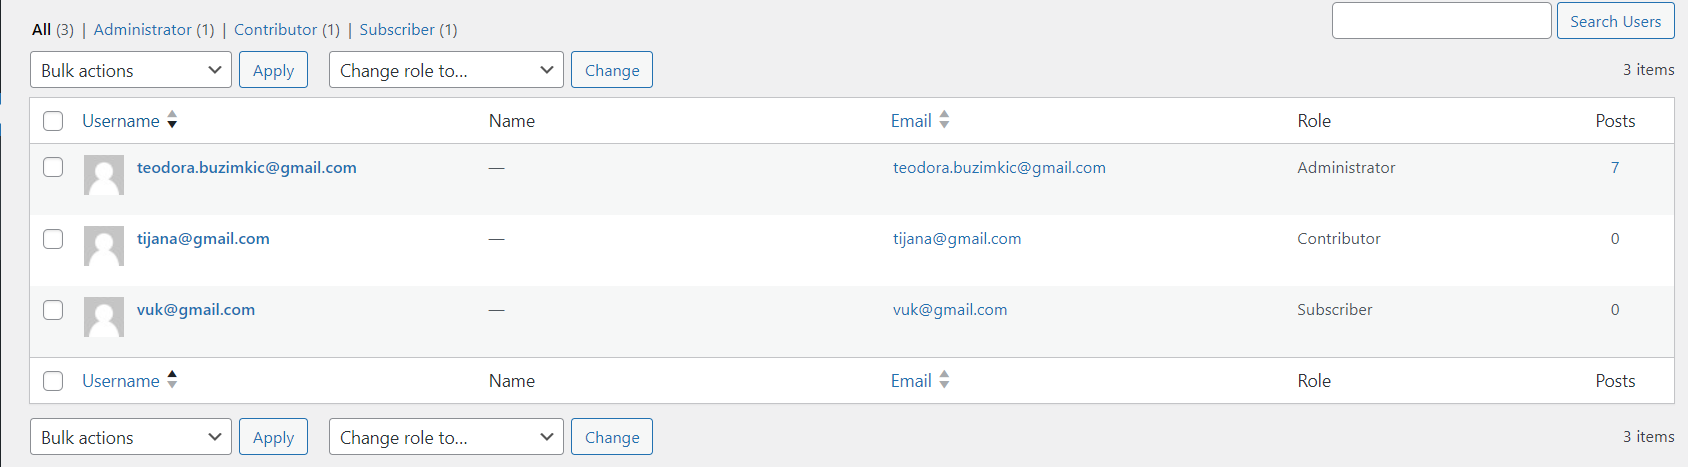 All (3) | Administrator (1) | Contributor (1) | Subscriber (1) Search Users
Bulk actions Apply Change role to... Change 3 items
Username Name Email Role Posts
teodora.buzimkic@gmail.com — teodora.buzimkic@gmail.com Administrator 7
tijana@gmail.com — tijana@gmail.com Contributor 0
vuk@gmail.com — vuk@gmail.com Subscriber 0
Username Name Email Role Posts
Bulk actions Apply Change role to... Change 3 items